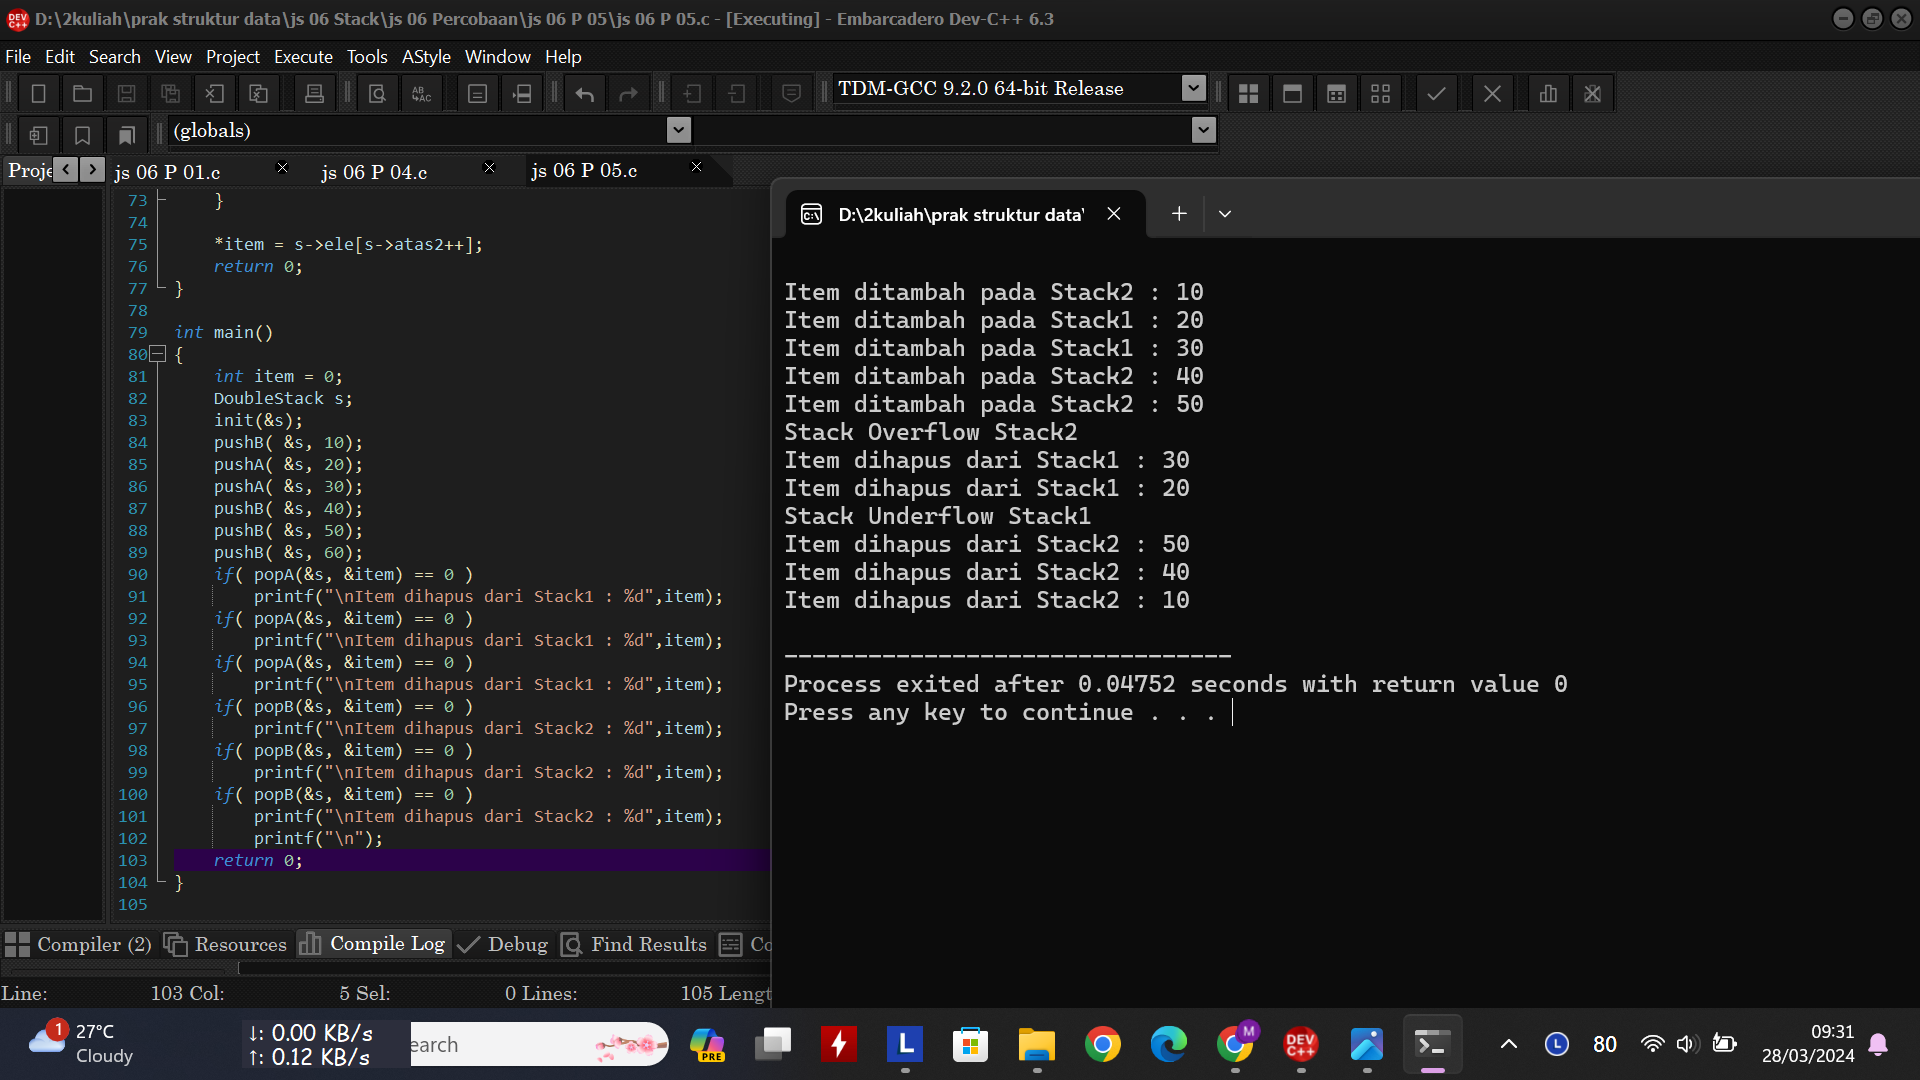 D:\2kuliah\prak struktur data\js 06 Stack\js 06 Percobaan\js 06 P 05\js 06 P 05.c - [Executing] - Embarcadero Dev-C++ 6.3
File Edit Search View Project Execute Tools AStyle Window Help
TDM-GCC 9.2.0 64-bit Release
(globals)
Proje js 06 P 01.c js 06 P 04.c js 06 P 05.c
73 }
74
75 *item = s->ele[s->atas2++];
76 return 0;
77 }
78
79 int main()
80 {
81 int item = 0;
82 DoubleStack s;
83 init(&s);
84 pushB( &s, 10);
85 pushA( &s, 20);
86 pushA( &s, 30);
87 pushB( &s, 40);
88 pushB( &s, 50);
89 pushB( &s, 60);
90 if( popA(&s, &item) == 0 )
91 printf("\nItem dihapus dari Stack1 : %d",item);
92 if( popA(&s, &item) == 0 )
93 printf("\nItem dihapus dari Stack1 : %d",item);
94 if( popA(&s, &item) == 0 )
95 printf("\nItem dihapus dari Stack1 : %d",item);
96 if( popB(&s, &item) == 0 )
97 printf("\nItem dihapus dari Stack2 : %d",item);
98 if( popB(&s, &item) == 0 )
99 printf("\nItem dihapus dari Stack2 : %d",item);
100 if( popB(&s, &item) == 0 )
101 printf("\nItem dihapus dari Stack2 : %d",item);
102 printf("\n");
103 return 0;
104 }
105
D:\2kuliah\prak struktur data\
Item ditambah pada Stack2 : 10
Item ditambah pada Stack1 : 20
Item ditambah pada Stack1 : 30
Item ditambah pada Stack2 : 40
Item ditambah pada Stack2 : 50
Stack Overflow Stack2
Item dihapus dari Stack1 : 30
Item dihapus dari Stack1 : 20
Stack Underflow Stack1
Item dihapus dari Stack2 : 50
Item dihapus dari Stack2 : 40
Item dihapus dari Stack2 : 10
--------------------------------
Process exited after 0.04752 seconds with return value 0
Press any key to continue . . .
Compiler (2) Resources Compile Log Debug Find Results Co
Line: 103 Col: 5 Sel: 0 Lines: 105 Lengt
1
27°C
Cloudy
↓: 0.00 KB/s
↑: 0.12 KB/s
earch
PRE
L
M
DEV C++
L
80
09:31
28/03/2024